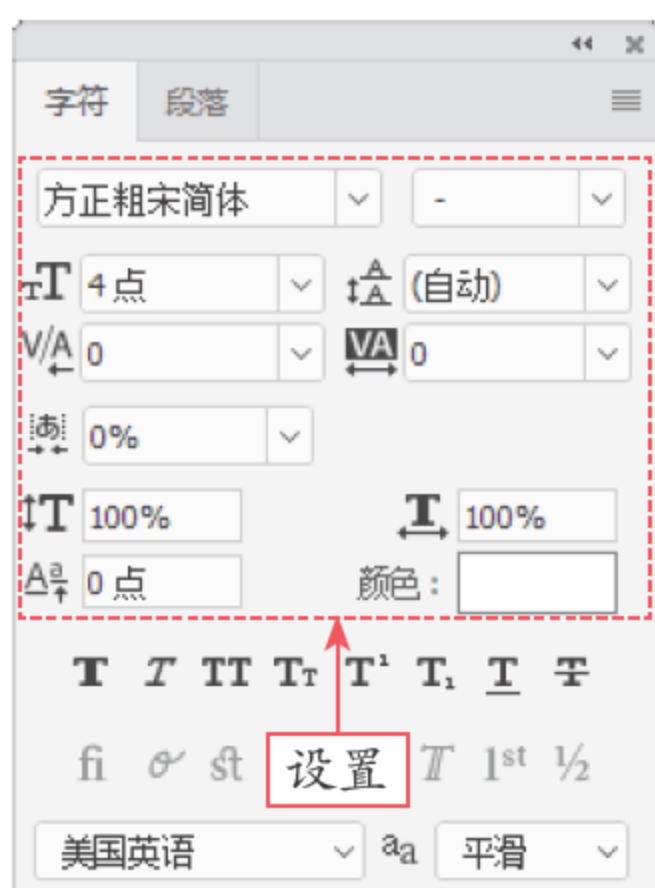 字符 段落
方正粗宋简体 -
4 点 (自动)
V/A 0 VA 0
あ 0%
T 100% T 100%
Aª 0 点 颜色：
T T TT Tт T¹ T₁ T T
fi st 设置 T 1st ½
美国英语 aa 平滑